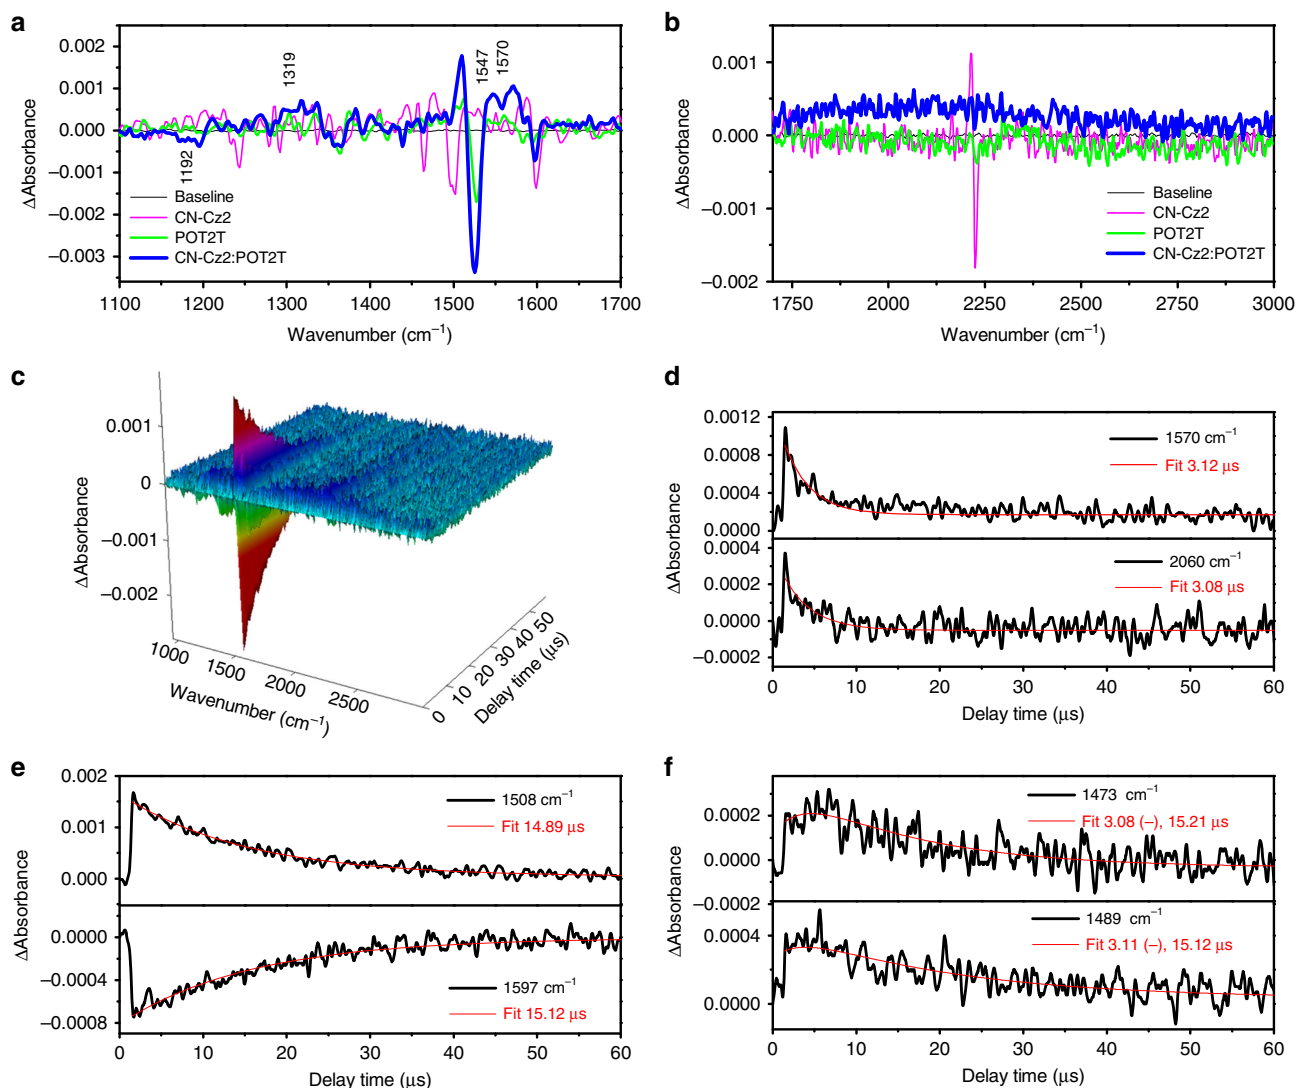 a
0.002
0.001
0.000
−0.001
−0.002
−0.003
ΔAbsorbance
1192
1319
1547
1570
Baseline
CN-Cz2
POT2T
CN-Cz2:POT2T
1100 1200 1300 1400 1500 1600 1700
Wavenumber (cm⁻¹)
b
0.001
0.000
−0.001
−0.002
ΔAbsorbance
Baseline
CN-Cz2
POT2T
CN-Cz2:POT2T
1750 2000 2250 2500 2750 3000
Wavenumber (cm⁻¹)
c
0.001
0
−0.001
−0.002
ΔAbsorbance
1000 1500 2000 2500
Wavenumber (cm⁻¹)
0 10 20 30 40 50
Delay time (μs)
d
0.0012
0.0008
0.0004
0.0000
1570 cm⁻¹
Fit 3.12 μs
0.0004
0.0002
0.0000
−0.0002
2060 cm⁻¹
Fit 3.08 μs
ΔAbsorbance
0 10 20 30 40 50 60
Delay time (μs)
e
0.002
0.001
0.000
1508 cm⁻¹
Fit 14.89 μs
0.0000
−0.0004
−0.0008
1597 cm⁻¹
Fit 15.12 μs
ΔAbsorbance
0 10 20 30 40 50 60
Delay time (μs)
f
0.0002
0.0000
−0.0002
1473 cm⁻¹
Fit 3.08 (−), 15.21 μs
0.0004
0.0000
1489 cm⁻¹
Fit 3.11 (−), 15.12 μs
ΔAbsorbance
0 10 20 30 40 50 60
Delay time (μs)